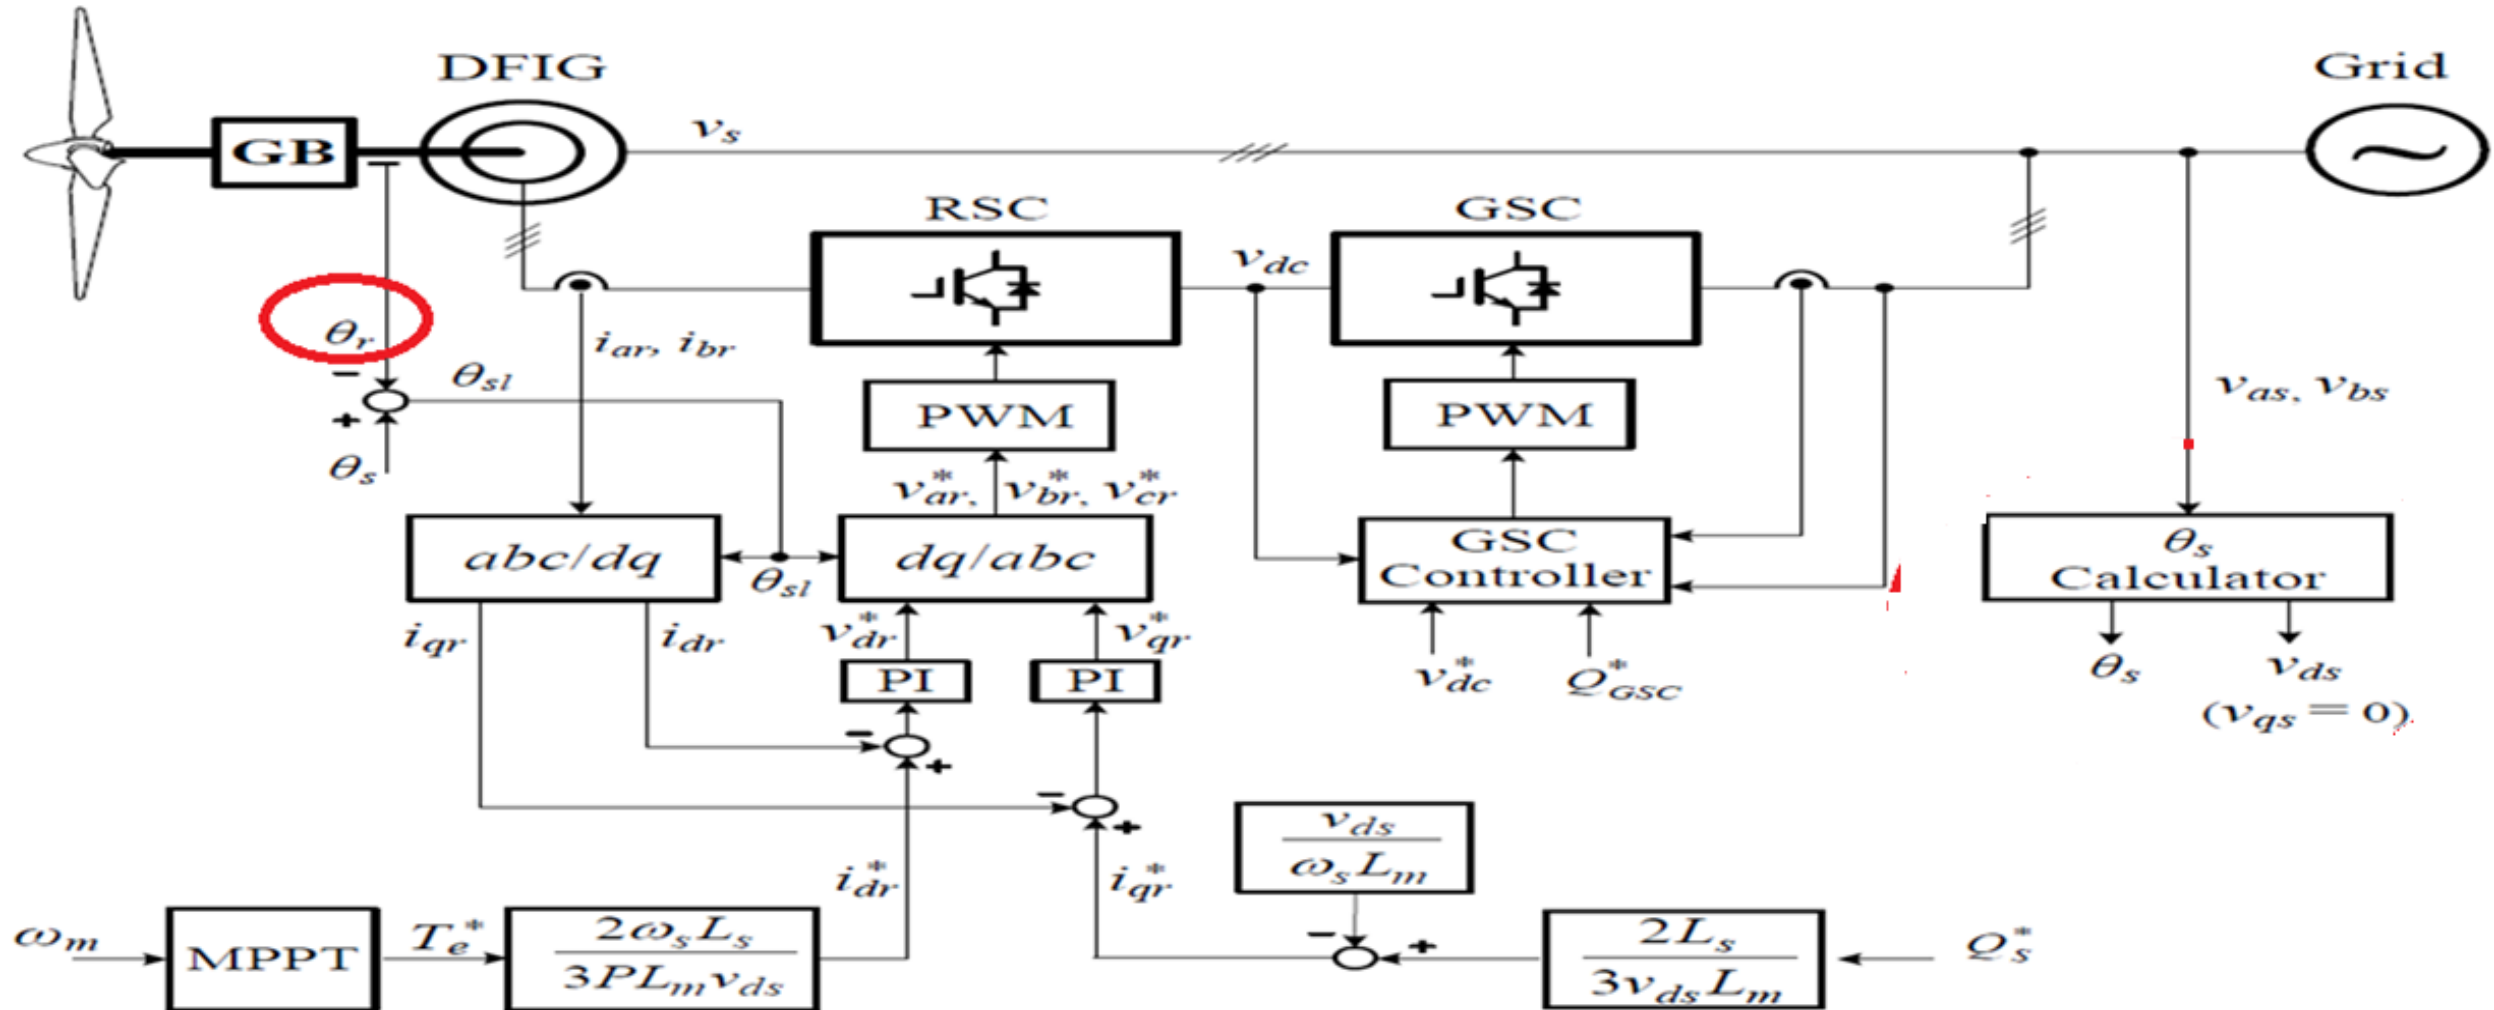 DFIG
Grid
GB
v_s
RSC
GSC
v_dc
θ_r
i_ar, i_br
−
θ_sl
v_as, v_bs
PWM
PWM
+
θ_s
v*_ar, v*_br, v*_cr
abc/dq
θ_sl
dq/abc
GSC
Controller
θ_s
Calculator
i_qr
i_dr
v*_dr
v*_qr
v*_dc
Q*_GSC
θ_s
v_ds
(v_qs = 0)
PI
PI
−
+
−
+
v_ds
ω_s L_m
i*_dr
i*_qr
ω_m
MPPT
T_e*
2ω_s L_s
3PL_m v_ds
−
+
2L_s
3v_ds L_m
Q*_s